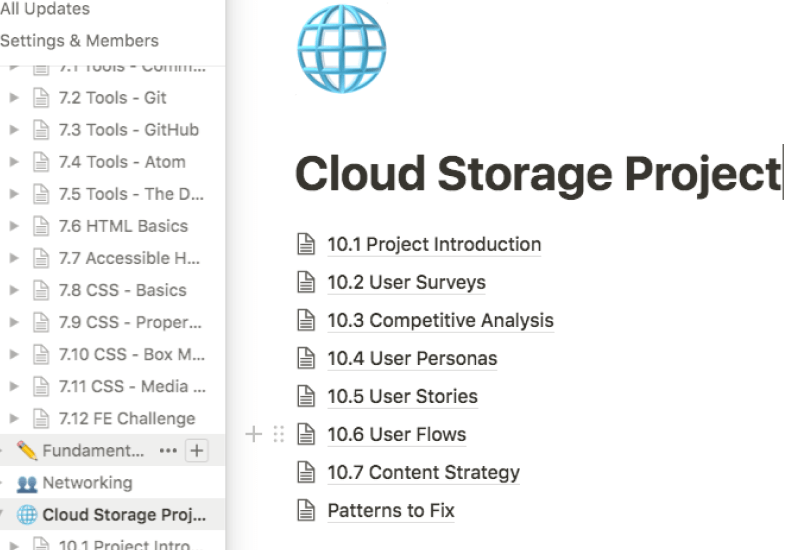 All Updates
Settings & Members
7.1 Tools - Comm...
7.2 Tools - Git
7.3 Tools - GitHub
7.4 Tools - Atom
7.5 Tools - The D...
7.6 HTML Basics
7.7 Accessible H...
7.8 CSS - Basics
7.9 CSS - Proper...
7.10 CSS - Box M...
7.11 CSS - Media ...
7.12 FE Challenge
Fundament...
Networking
Cloud Storage Proj...
10.1 Project Intro...
Cloud Storage Project
10.1 Project Introduction
10.2 User Surveys
10.3 Competitive Analysis
10.4 User Personas
10.5 User Stories
10.6 User Flows
10.7 Content Strategy
Patterns to Fix